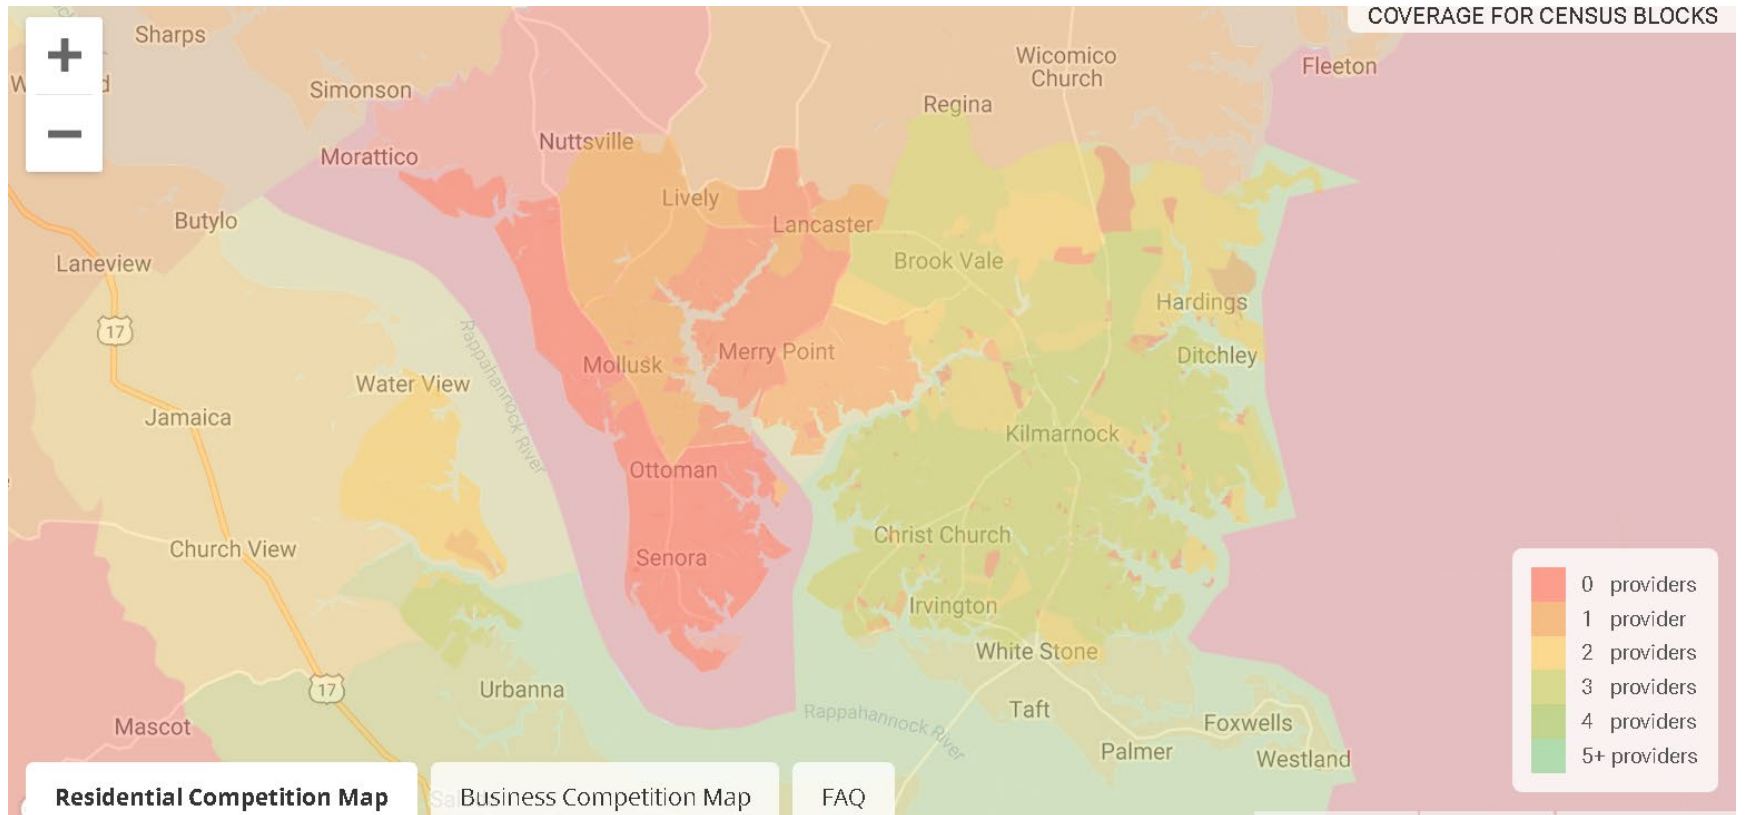 COVERAGE FOR CENSUS BLOCKS
+
−
Sharps
Simonson
Morattico
Nuttsville
Lively
Lancaster
Regina
Wicomico
Church
Fleeton
Butylo
Laneview
17
Brook Vale
Hardings
Ditchley
Rappahannock River
Mollusk
Merry Point
Water View
Jamaica
Kilmarnock
Ottoman
Church View
Senora
Christ Church
Irvington
White Stone
17
Urbanna
Mascot
Rappahannock River
Taft
Palmer
Foxwells
Westland
0 providers
1 provider
2 providers
3 providers
4 providers
5+ providers
Residential Competition Map
Business Competition Map
FAQ